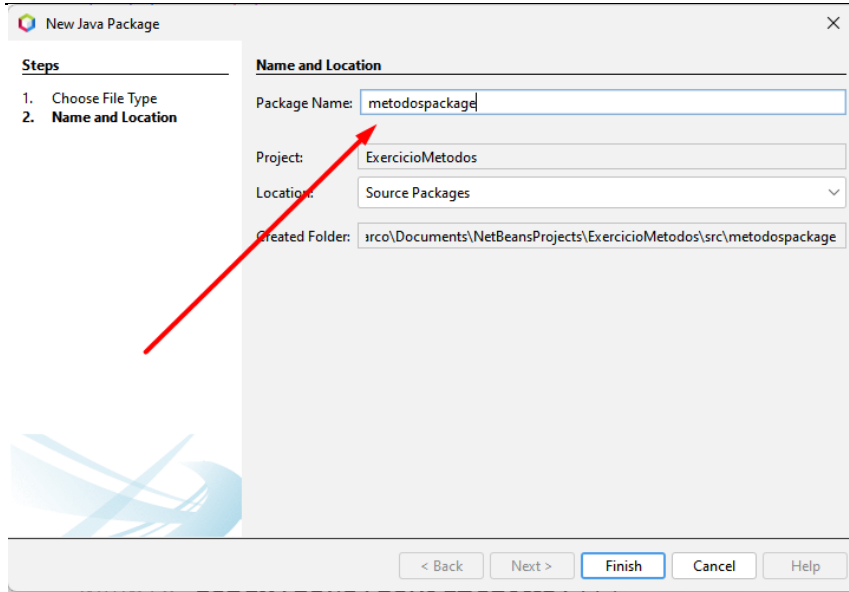 New Java Package
Steps
1. Choose File Type
2. Name and Location
Name and Location
Package Name: metodospackage
Project: ExercicioMetodos
Location: Source Packages
Created Folder: arco\Documents\NetBeansProjects\ExercicioMetodos\src\metodospackage
< Back Next > Finish Cancel Help